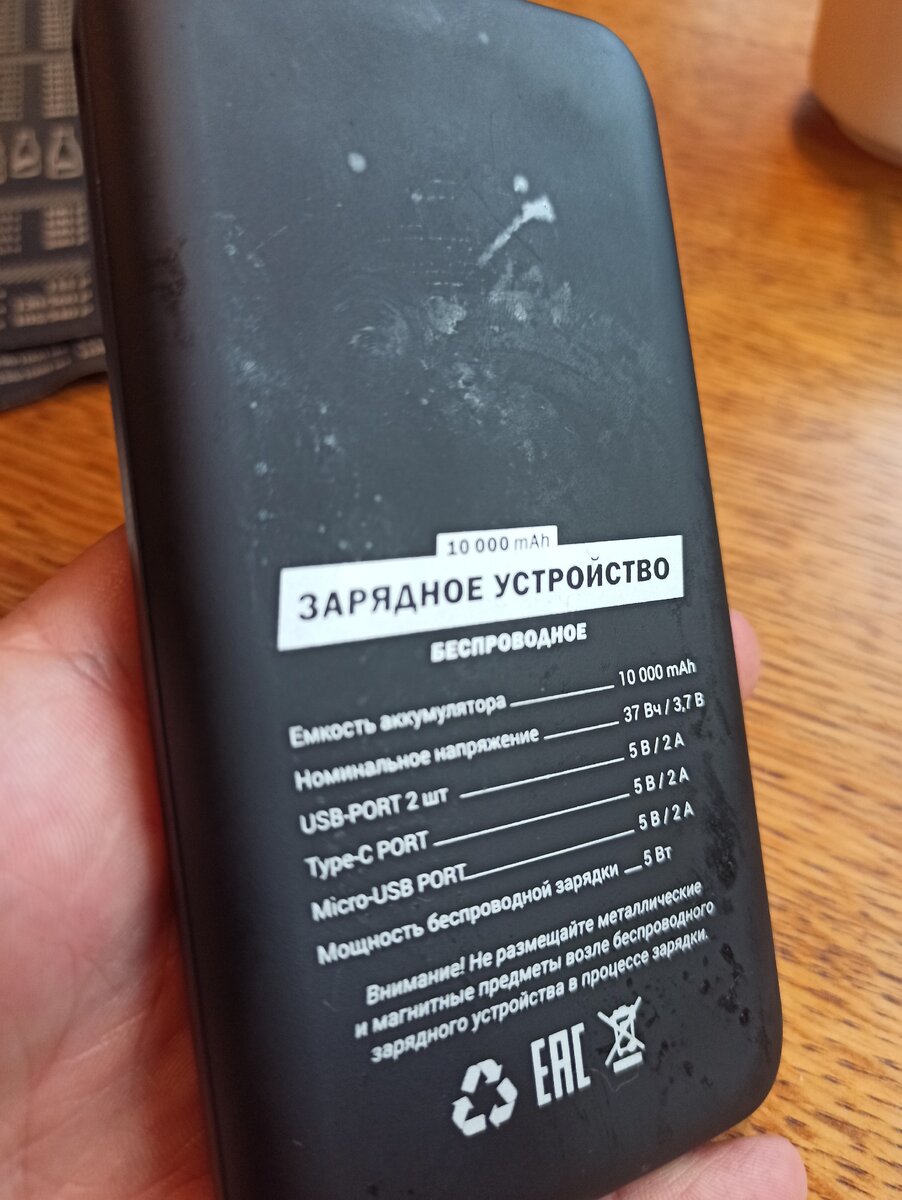 10 000 mAh
ЗАРЯДНОЕ УСТРОЙСТВО
БЕСПРОВОДНОЕ
Емкость аккумулятора 10 000 mAh
Номинальное напряжение 37 Вч / 3,7 В
USB-PORT 2 шт 5 В / 2 А
Type-C PORT 5 В / 2 А
Micro-USB PORT 5 В / 2 А
Мощность беспроводной зарядки 5 Вт
Внимание! Не размещайте металлические
и магнитные предметы возле беспроводного
зарядного устройства в процессе зарядки.
EAC